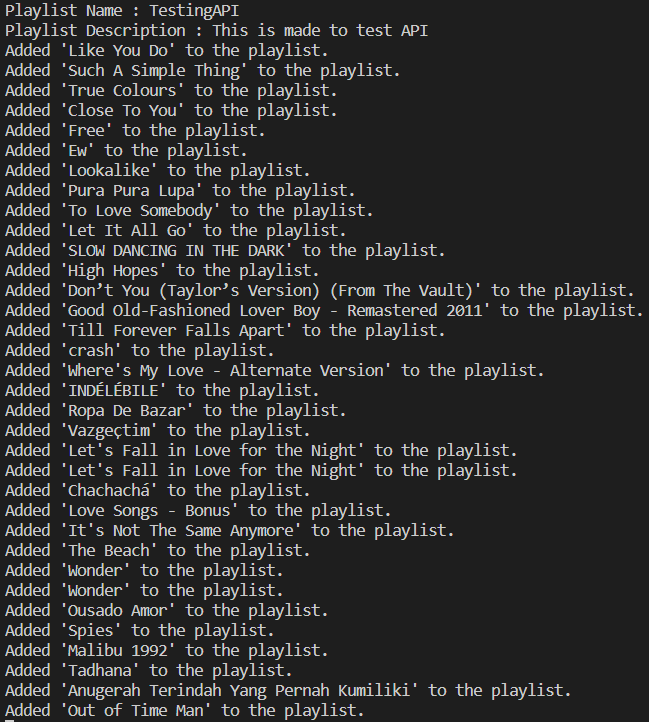 Playlist Name : TestingAPI
Playlist Description : This is made to test API
Added 'Like You Do' to the playlist.
Added 'Such A Simple Thing' to the playlist.
Added 'True Colours' to the playlist.
Added 'Close To You' to the playlist.
Added 'Free' to the playlist.
Added 'Ew' to the playlist.
Added 'Lookalike' to the playlist.
Added 'Pura Pura Lupa' to the playlist.
Added 'To Love Somebody' to the playlist.
Added 'Let It All Go' to the playlist.
Added 'SLOW DANCING IN THE DARK' to the playlist.
Added 'High Hopes' to the playlist.
Added 'Don’t You (Taylor’s Version) (From The Vault)' to the playlist.
Added 'Good Old-Fashioned Lover Boy - Remastered 2011' to the playlist.
Added 'Till Forever Falls Apart' to the playlist.
Added 'crash' to the playlist.
Added 'Where's My Love - Alternate Version' to the playlist.
Added 'INDÉLÉBILE' to the playlist.
Added 'Ropa De Bazar' to the playlist.
Added 'Vazgeçtim' to the playlist.
Added 'Let's Fall in Love for the Night' to the playlist.
Added 'Let's Fall in Love for the Night' to the playlist.
Added 'Chachachá' to the playlist.
Added 'Love Songs - Bonus' to the playlist.
Added 'It's Not The Same Anymore' to the playlist.
Added 'The Beach' to the playlist.
Added 'Wonder' to the playlist.
Added 'Wonder' to the playlist.
Added 'Ousado Amor' to the playlist.
Added 'Spies' to the playlist.
Added 'Malibu 1992' to the playlist.
Added 'Tadhana' to the playlist.
Added 'Anugerah Terindah Yang Pernah Kumiliki' to the playlist.
Added 'Out of Time Man' to the playlist.